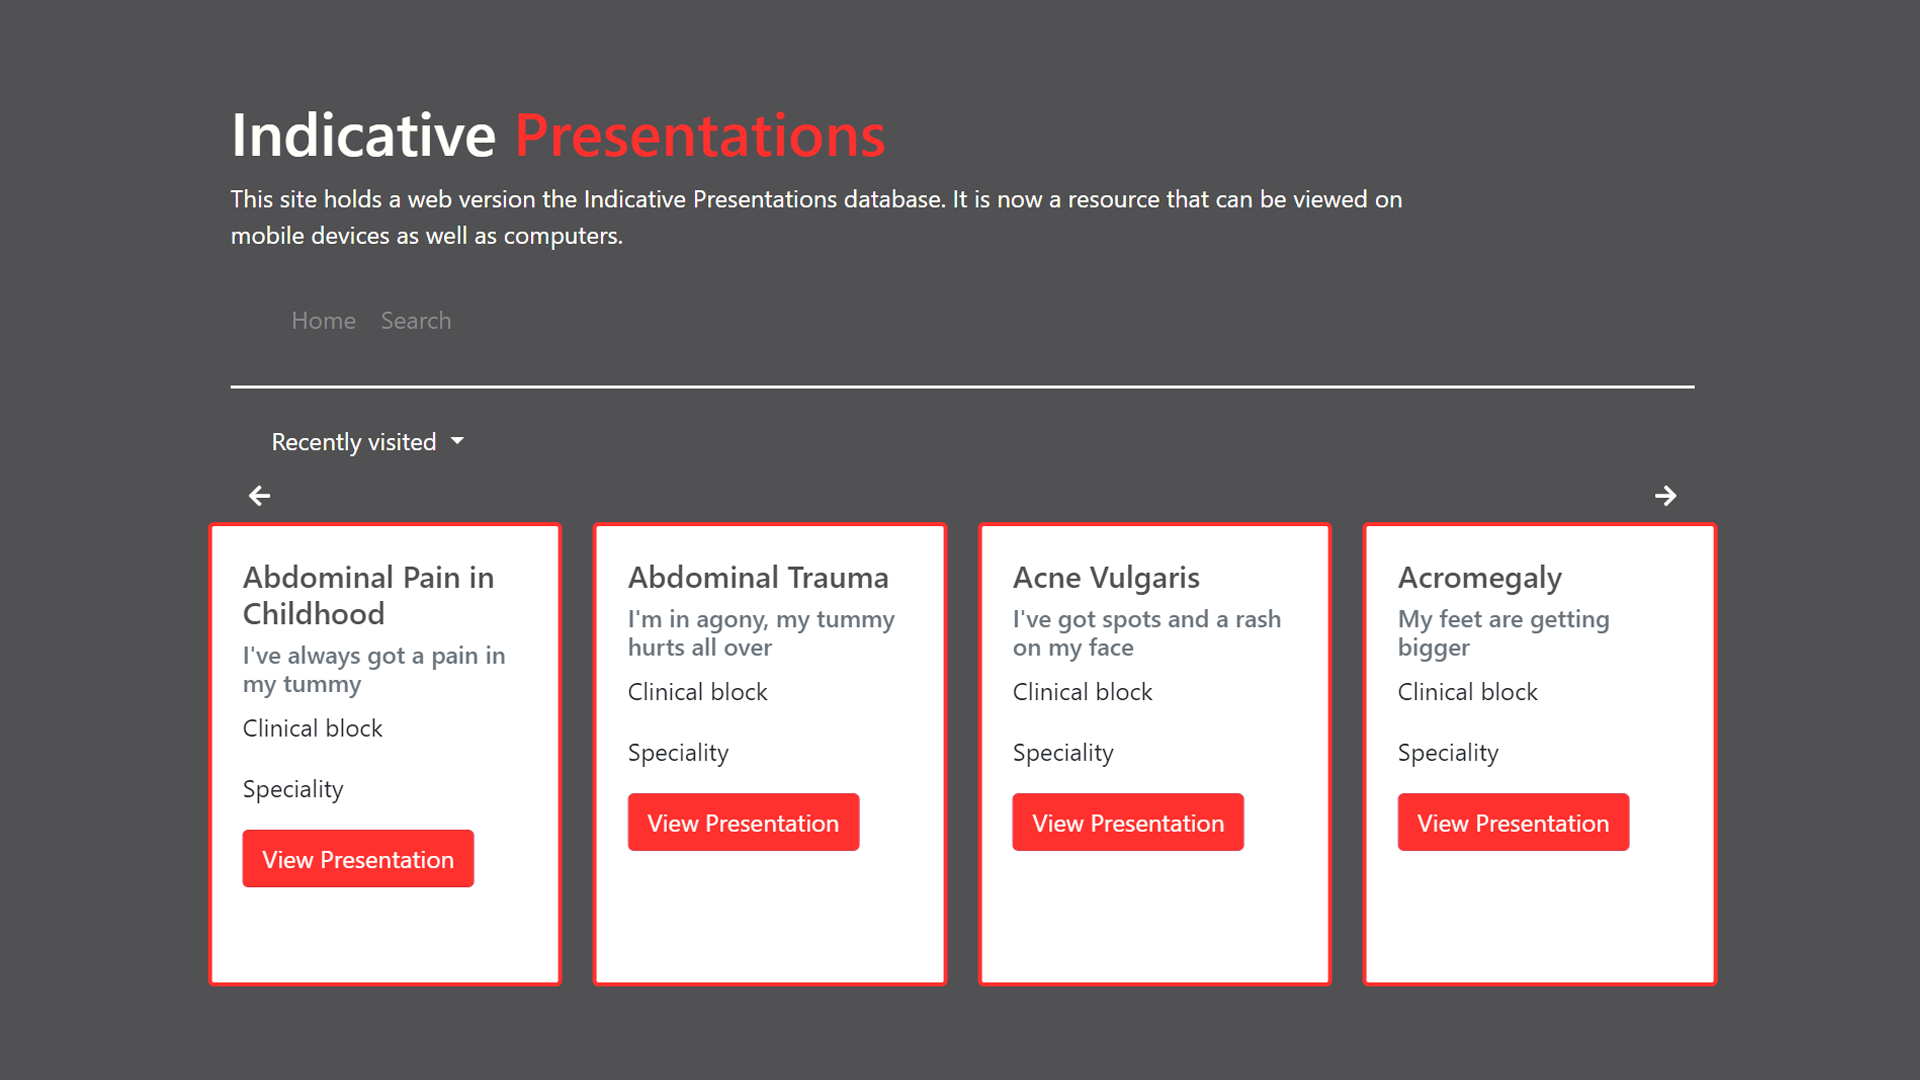 Indicative Presentations
This site holds a web version the Indicative Presentations database. It is now a resource that can be viewed on
mobile devices as well as computers.
Home Search
Recently visited
Abdominal Pain in
Childhood
I've always got a pain in
my tummy
Clinical block
Speciality
View Presentation
Abdominal Trauma
I'm in agony, my tummy
hurts all over
Clinical block
Speciality
View Presentation
Acne Vulgaris
I've got spots and a rash
on my face
Clinical block
Speciality
View Presentation
Acromegaly
My feet are getting
bigger
Clinical block
Speciality
View Presentation